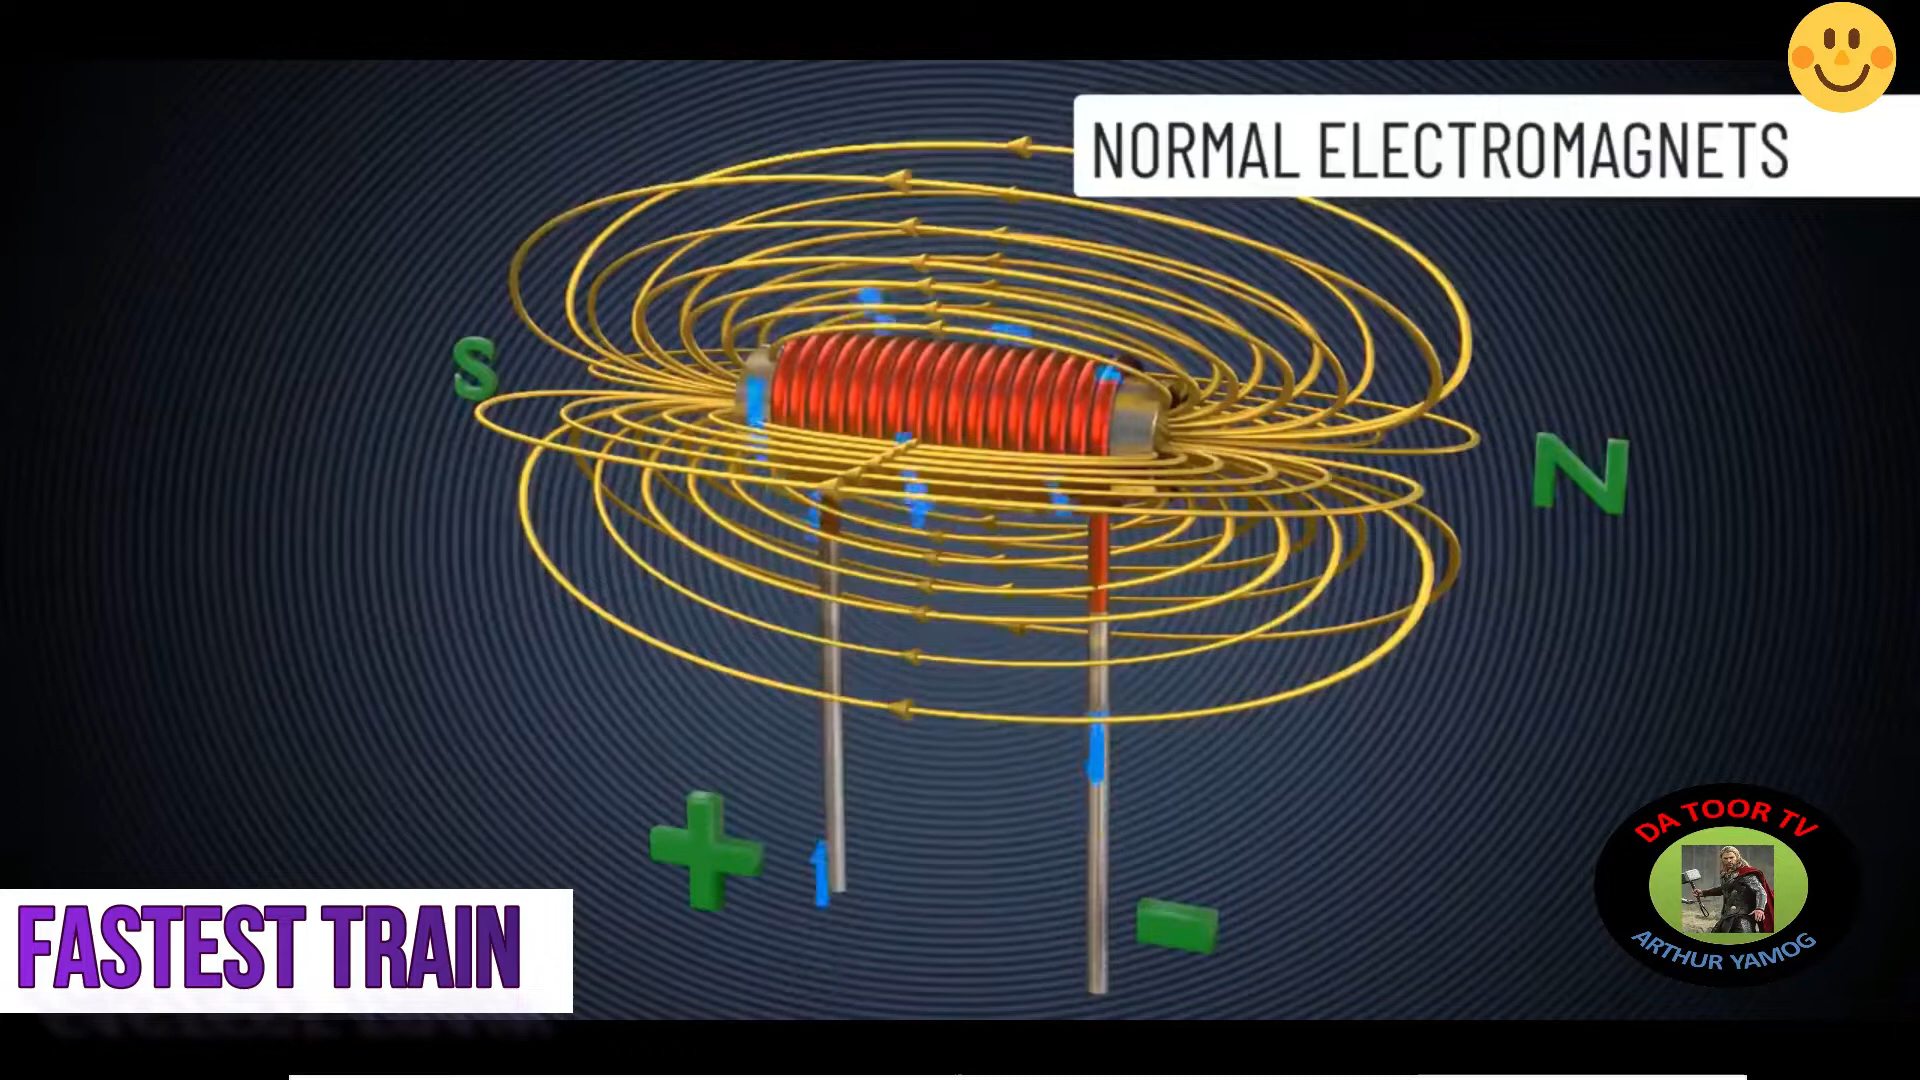 NORMAL ELECTROMAGNETS
S
N
+
-
FASTEST TRAIN
DA TOOR TV
ARTHUR YAMOG